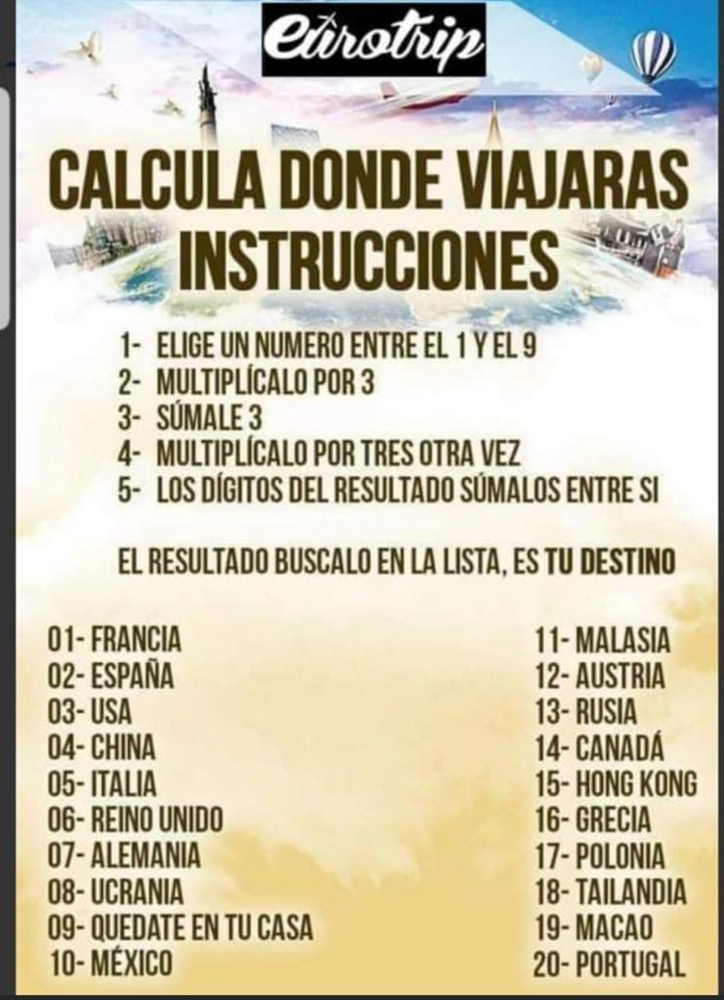 eurotrip
CALCULA DONDE VIAJARAS
INSTRUCCIONES
1- ELIGE UN NUMERO ENTRE EL 1 Y EL 9
2- MULTIPLÍCALO POR 3
3- SÚMALE 3
4- MULTIPLÍCALO POR TRES OTRA VEZ
5- LOS DÍGITOS DEL RESULTADO SÚMALOS ENTRE SI
EL RESULTADO BUSCALO EN LA LISTA, ES TU DESTINO
01- FRANCIA
02- ESPAÑA
03- USA
04- CHINA
05- ITALIA
06- REINO UNIDO
07- ALEMANIA
08- UCRANIA
09- QUEDATE EN TU CASA
10- MÉXICO
11- MALASIA
12- AUSTRIA
13- RUSIA
14- CANADÁ
15- HONG KONG
16- GRECIA
17- POLONIA
18- TAILANDIA
19- MACAO
20- PORTUGAL